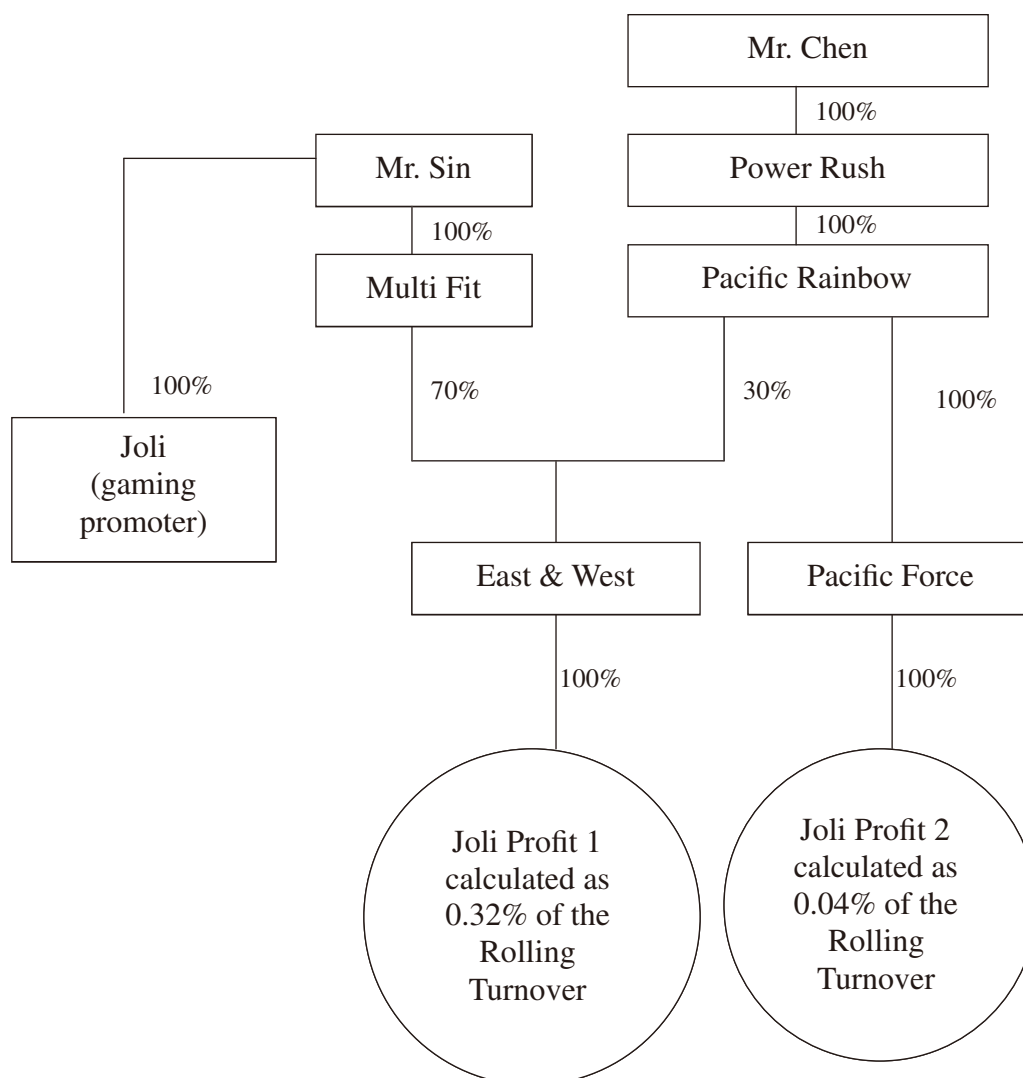 Mr. Chen
100%
Mr. Sin
Power Rush
100%
100%
Multi Fit
Pacific Rainbow
100%
70%
30%
100%
Joli
(gaming
promoter)
East & West
Pacific Force
100%
100%
Joli Profit 1
calculated as
0.32% of the
Rolling
Turnover
Joli Profit 2
calculated as
0.04% of the
Rolling
Turnover